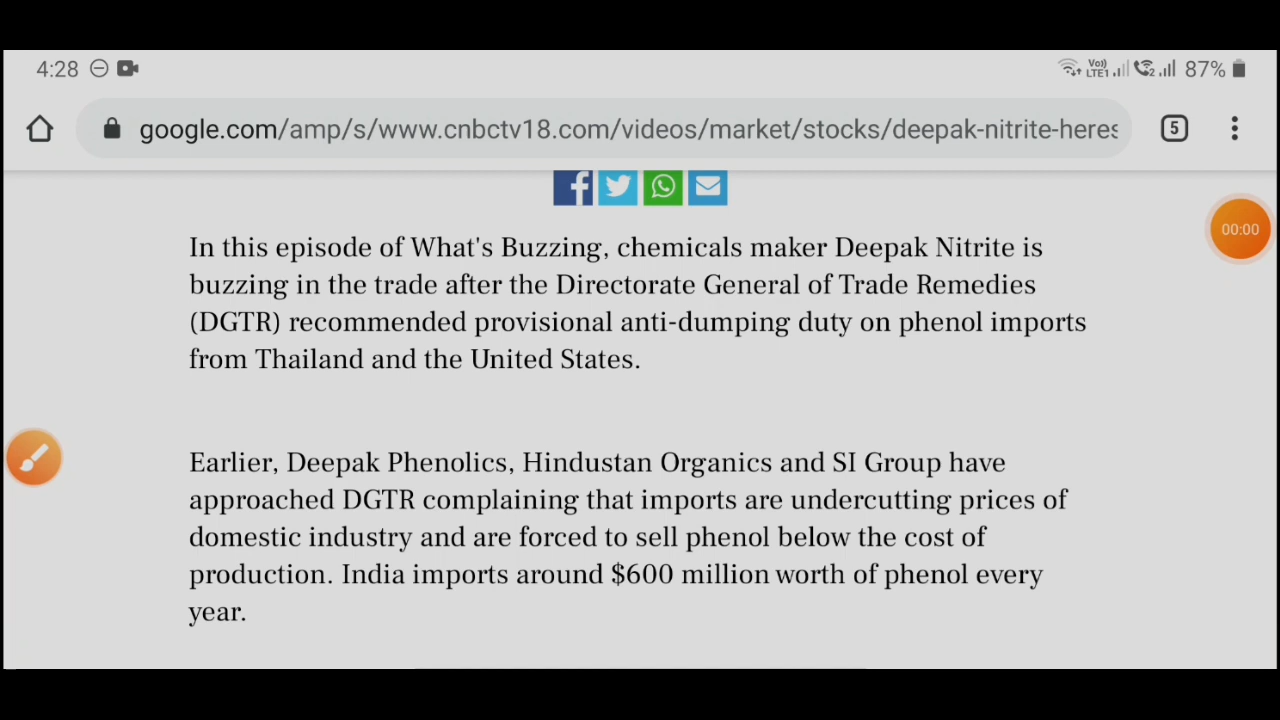 4:28 Vo)) LTE1 2 87%
google.com/amp/s/www.cnbctv18.com/videos/market/stocks/deepak-nitrite-heres 5
00:00
In this episode of What's Buzzing, chemicals maker Deepak Nitrite is
buzzing in the trade after the Directorate General of Trade Remedies
(DGTR) recommended provisional anti-dumping duty on phenol imports
from Thailand and the United States.
Earlier, Deepak Phenolics, Hindustan Organics and SI Group have
approached DGTR complaining that imports are undercutting prices of
domestic industry and are forced to sell phenol below the cost of
production. India imports around $600 million worth of phenol every
year.